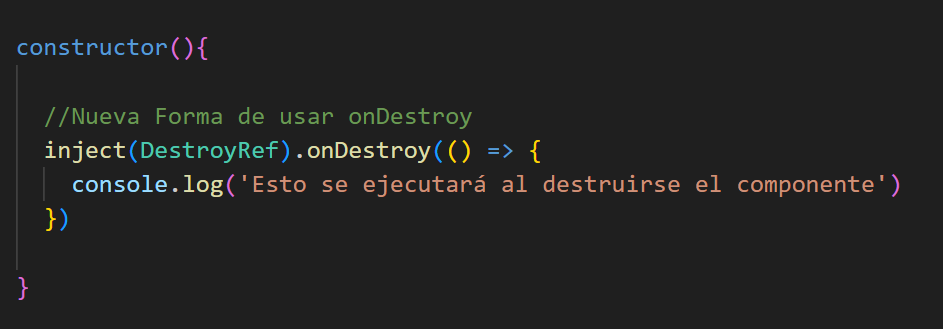 constructor(){
//Nueva Forma de usar onDestroy
inject(DestroyRef).onDestroy(() => {
console.log('Esto se ejecutará al destruirse el componente')
})
}